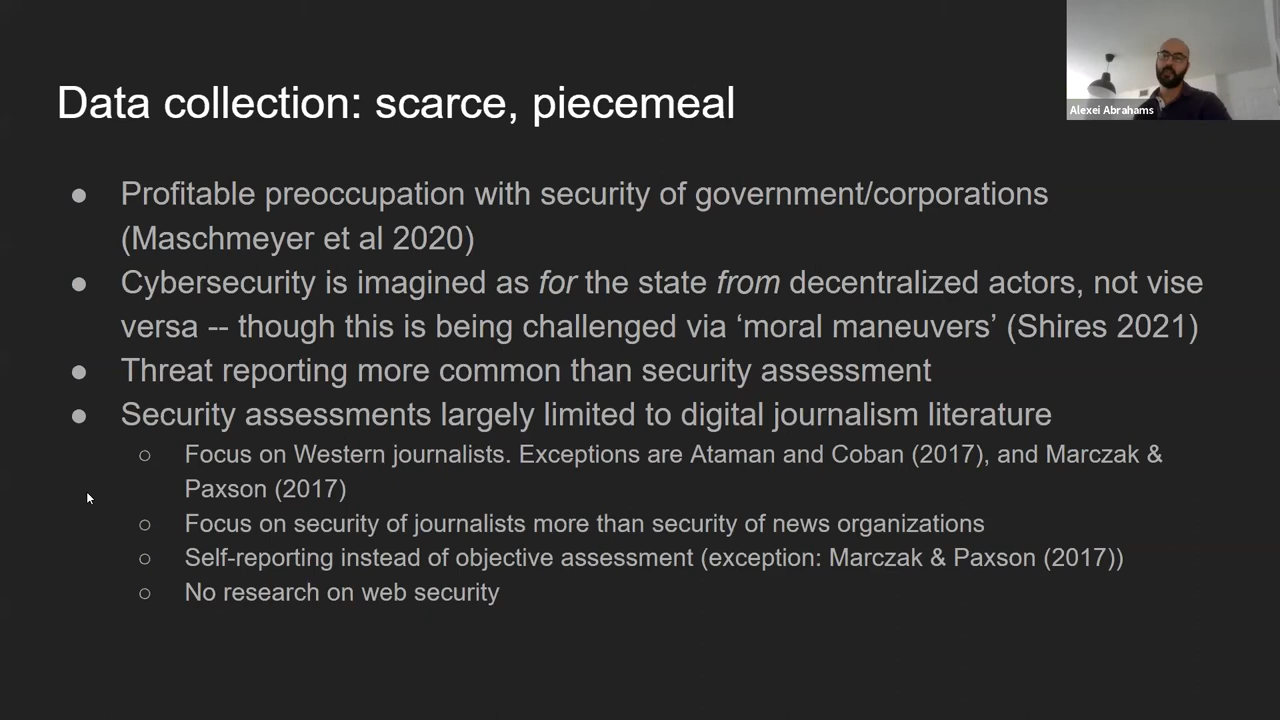 Data collection: scarce, piecemeal
Alexei Abrahams
● Profitable preoccupation with security of government/corporations
(Maschmeyer et al 2020)
● Cybersecurity is imagined as for the state from decentralized actors, not vise
versa -- though this is being challenged via ‘moral maneuvers’ (Shires 2021)
● Threat reporting more common than security assessment
● Security assessments largely limited to digital journalism literature
○ Focus on Western journalists. Exceptions are Ataman and Coban (2017), and Marczak &
Paxson (2017)
○ Focus on security of journalists more than security of news organizations
○ Self-reporting instead of objective assessment (exception: Marczak & Paxson (2017))
○ No research on web security